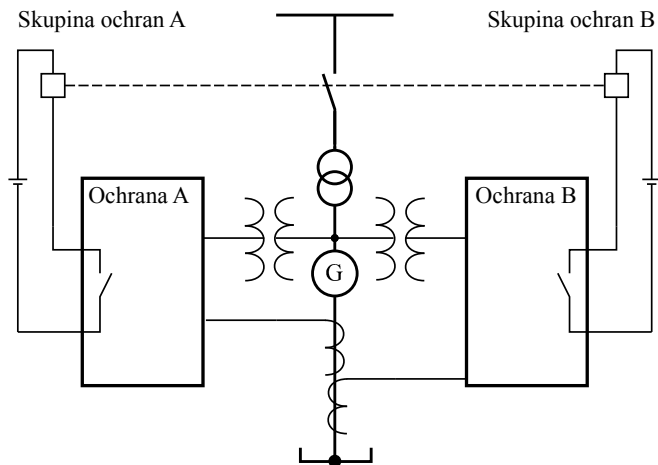 Skupina ochran A
Skupina ochran B
Ochrana A
Ochrana B
G